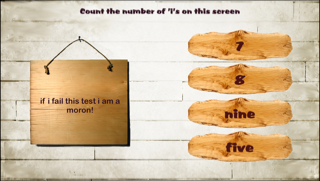 Count the number of 'i's on this screen
if i fail this test i am a
moron!
7
8
nine
five